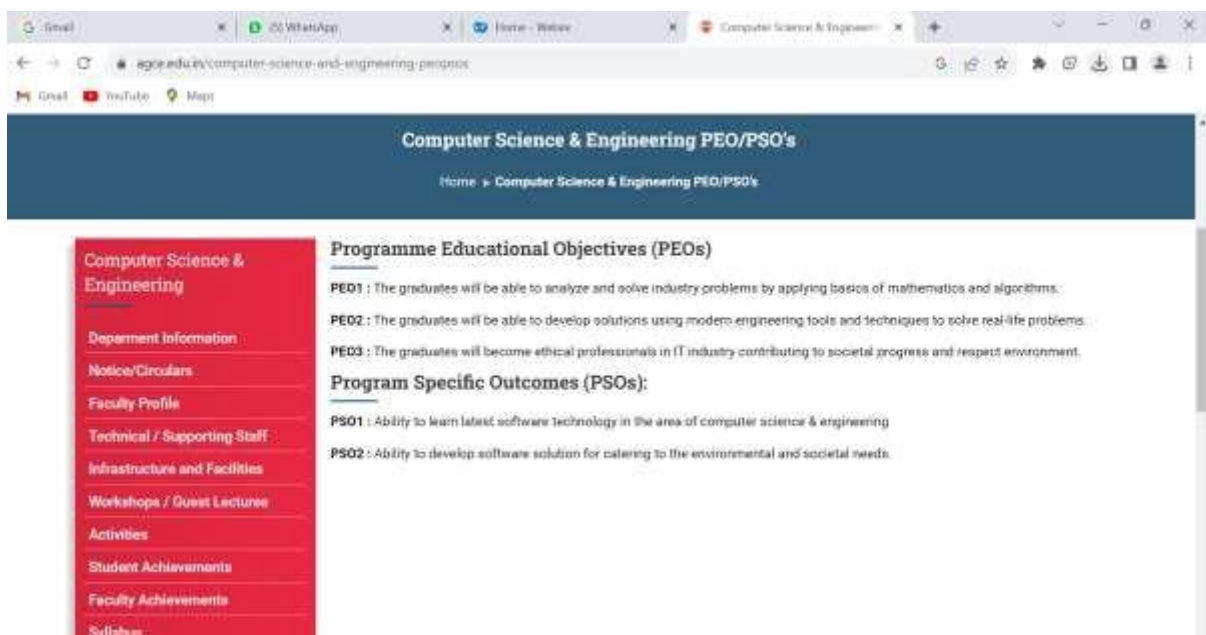 Gmail
WhatsApp
Home - Webex
Computer Science & Engineeri
agce.edu.in/computer-science-and-engineering-peopsos
Gmail
YouTube
Maps
Computer Science & Engineering PEO/PSO's
Home
Computer Science & Engineering PEO/PSO's
Computer Science &
Engineering
Deparment Information
Notice/Circulars
Faculty Profile
Technical / Supporting Staff
Infrastructure and Facilities
Workshops / Guest Lectures
Activities
Student Achievements
Faculty Achievements
Syllabus
Programme Educational Objectives (PEOs)
PEO1 : The graduates will be able to analyze and solve industry problems by applying basics of mathematics and algorithms.
PEO2 : The graduates will be able to develop solutions using modern engineering tools and techniques to solve real-life problems.
PEO3 : The graduates will become ethical professionals in IT industry contributing to societal progress and respect environment.
Program Specific Outcomes (PSOs):
PSO1 : Ability to learn latest software technology in the area of computer science & engineering
PSO2 : Ability to develop software solution for catering to the environmental and societal needs.